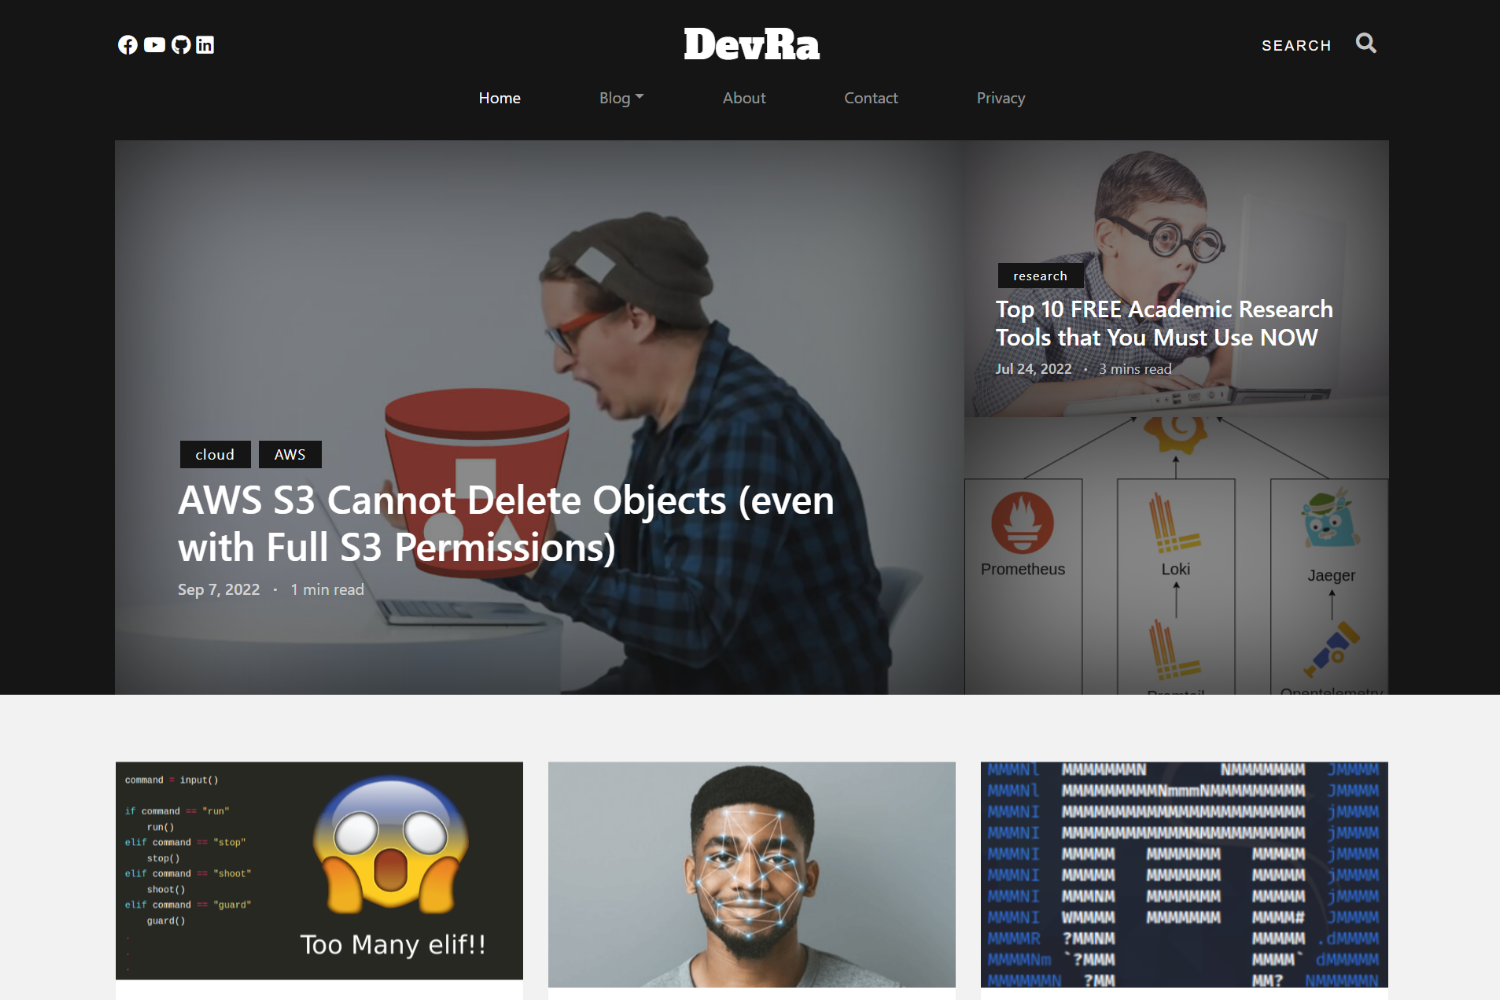 DevRa
SEARCH
Home
Blog
About
Contact
Privacy
cloud
AWS
AWS S3 Cannot Delete Objects (even
with Full S3 Permissions)
Sep 7, 2022 · 1 min read
research
Top 10 FREE Academic Research
Tools that You Must Use NOW
Jul 24, 2022 · 3 mins read
Prometheus
Loki
Jaeger
Promtail
Opentelemetry
command = input()
if command == "run"
run()
elif command == "stop"
stop()
elif command == "shoot"
shoot()
elif command == "guard"
guard()
.
.
.
Too Many elif!!
MMMNl MMMMMMMN NMMMMMMM JMMMM
MMMNl MMMMMMMMMNmmmNMMMMMMMMM JMMMM
MMMNI MMMMMMMMMMMMMMMMMMMMMMM jMMMM
MMMNI MMMMMMMMMMMMMMMMMMMMMMM jMMMM
MMMNI MMMMM MMMMMMM MMMMM jMMMM
MMMNI MMMMM MMMMMMM MMMMM jMMMM
MMMNI MMMNM MMMMMMM MMMMM jMMMM
MMMNI WMMMM MMMMMMM MMMM# JMMMM
MMMMR ?MMNM MMMMM .dMMMM
MMMMNm `?MMM MMMM` dMMMMM
MMMMMMN ?MM MM? NMMMMMN